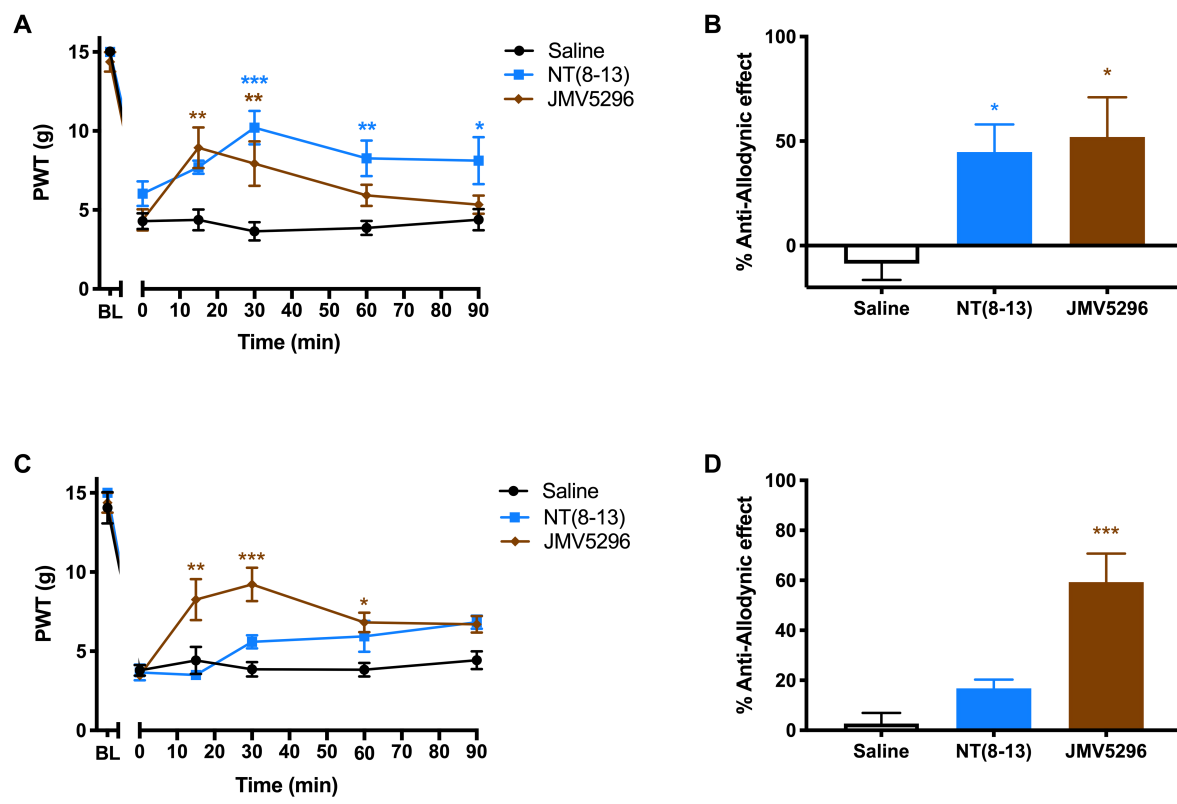 A
PWT (g)
15
10
5
0
BL
0 10 20 30 40 50 60 70 80 90
Time (min)
Saline
NT(8-13)
JMV5296
**
***
**
**
*
B
% Anti-Allodynic effect
100
50
0
*
*
Saline NT(8-13) JMV5296
C
PWT (g)
15
10
5
0
BL
0 10 20 30 40 50 60 70 80 90
Time (min)
Saline
NT(8-13)
JMV5296
**
***
*
D
% Anti-Allodynic effect
100
80
60
40
20
0
***
Saline NT(8-13) JMV5296